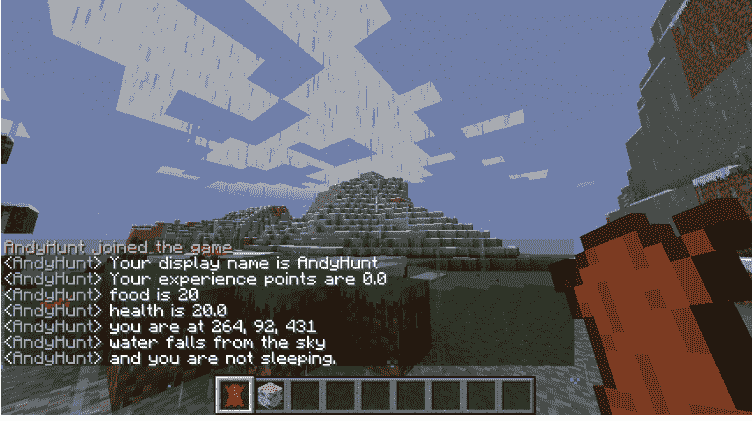 AndyHunt joined the game
<AndyHunt> Your display name is AndyHunt
<AndyHunt> Your experience points are 0.0
<AndyHunt> food is 20
<AndyHunt> health is 20.0
<AndyHunt> you are at 264, 92, 431
<AndyHunt> water falls from the sky
<AndyHunt> and you are not sleeping.